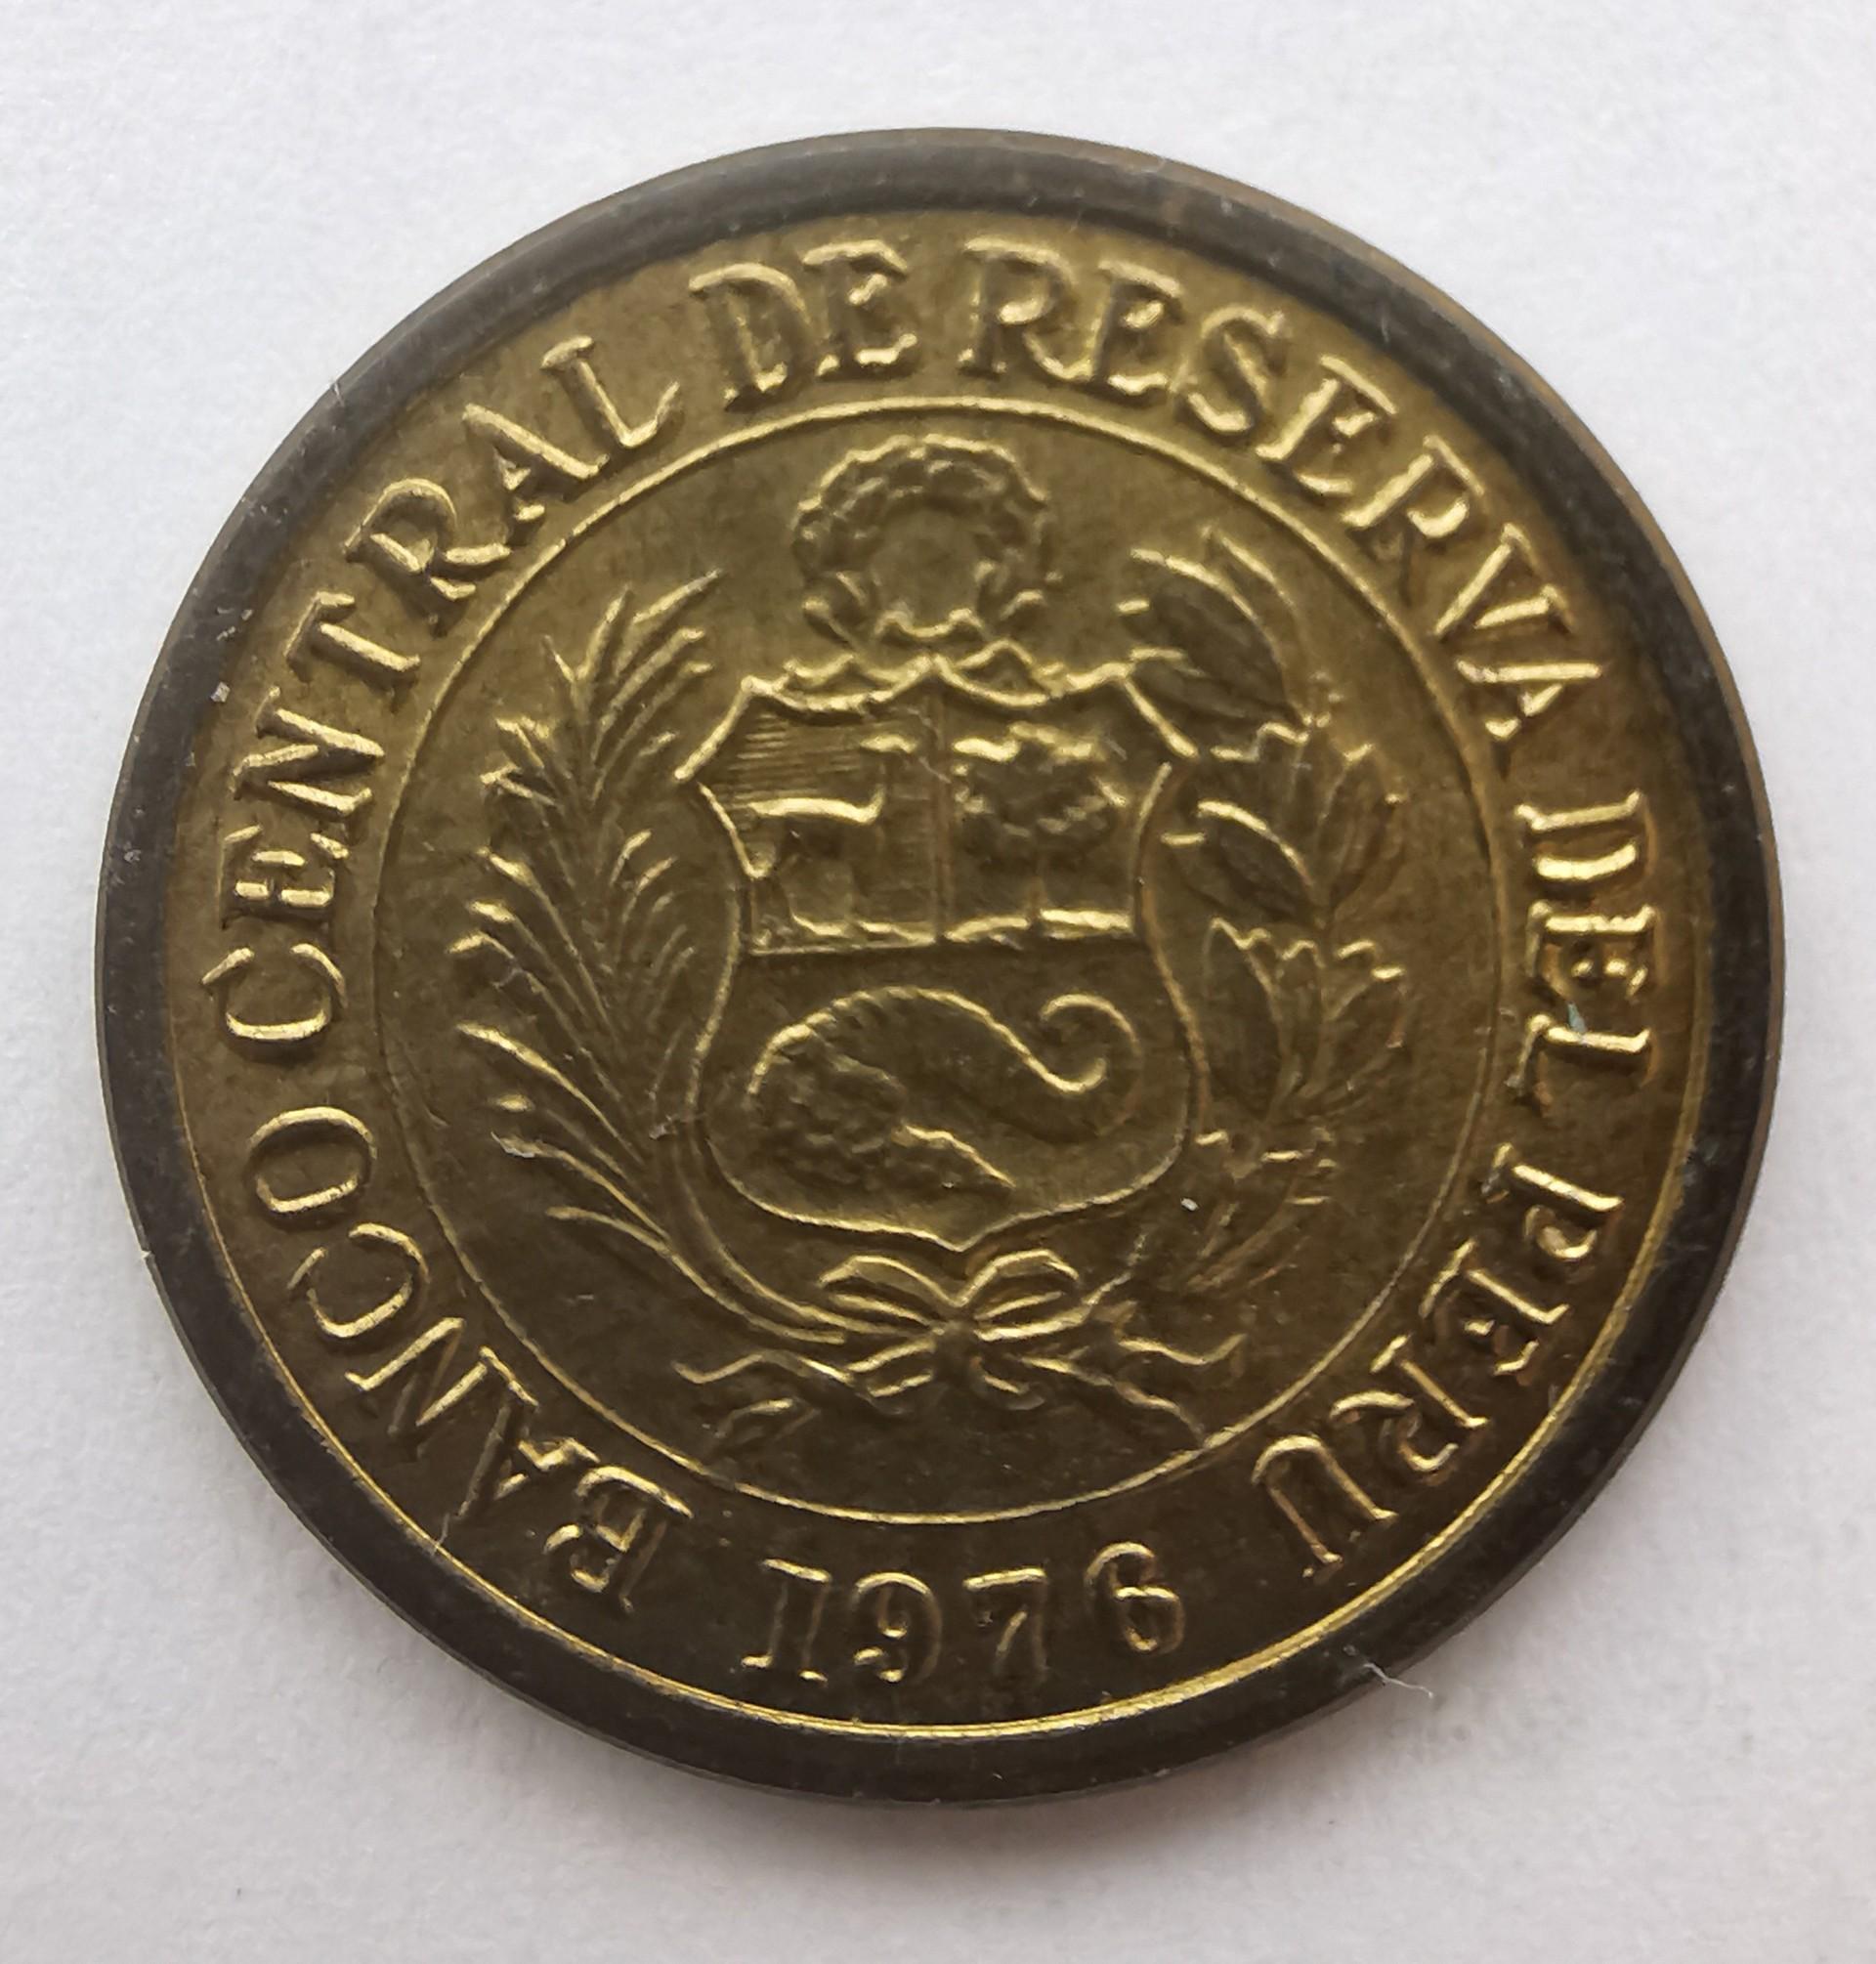 BANCO CENTRAL DE RESERVA DEL PERU
1976